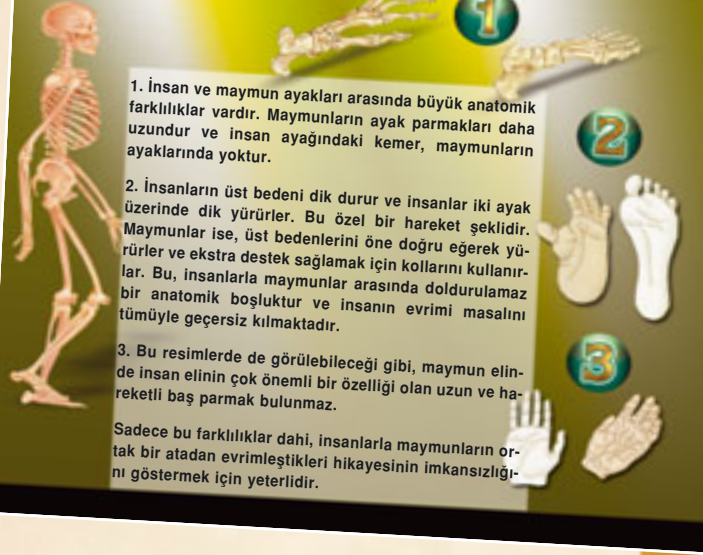 1
1. İnsan ve maymun ayakları arasında büyük anatomik
farklılıklar vardır. Maymunların ayak parmakları daha
uzundur ve insan ayağındaki kemer, maymunların
ayaklarında yoktur.
2
2. İnsanların üst bedeni dik durur ve insanlar iki ayak
üzerinde dik yürürler. Bu özel bir hareket şeklidir.
Maymunlar ise, üst bedenlerini öne doğru eğerek yü-
rürler ve ekstra destek sağlamak için kollarını kullanır-
lar. Bu, insanlarla maymunlar arasında doldurulamaz
bir anatomik boşluktur ve insanın evrimi masalını
tümüyle geçersiz kılmaktadır.
3
3. Bu resimlerde de görülebileceği gibi, maymun elin-
de insan elinin çok önemli bir özelliği olan uzun ve ha-
reketli baş parmak bulunmaz.
Sadece bu farklılıklar dahi, insanlarla maymunların or-
tak bir atadan evrimleştikleri hikayesinin imkansızlığı-
nı göstermek için yeterlidir.